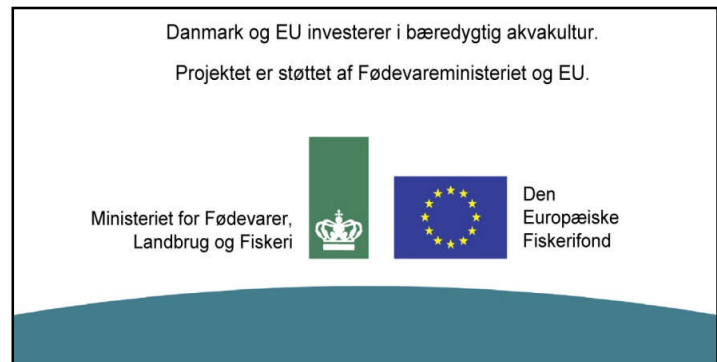 Danmark og EU investerer i bæredygtig akvakultur.
Projektet er støttet af Fødevareministeriet og EU.
Ministeriet for Fødevarer,
Landbrug og Fiskeri
Den
Europæiske
Fiskerifond